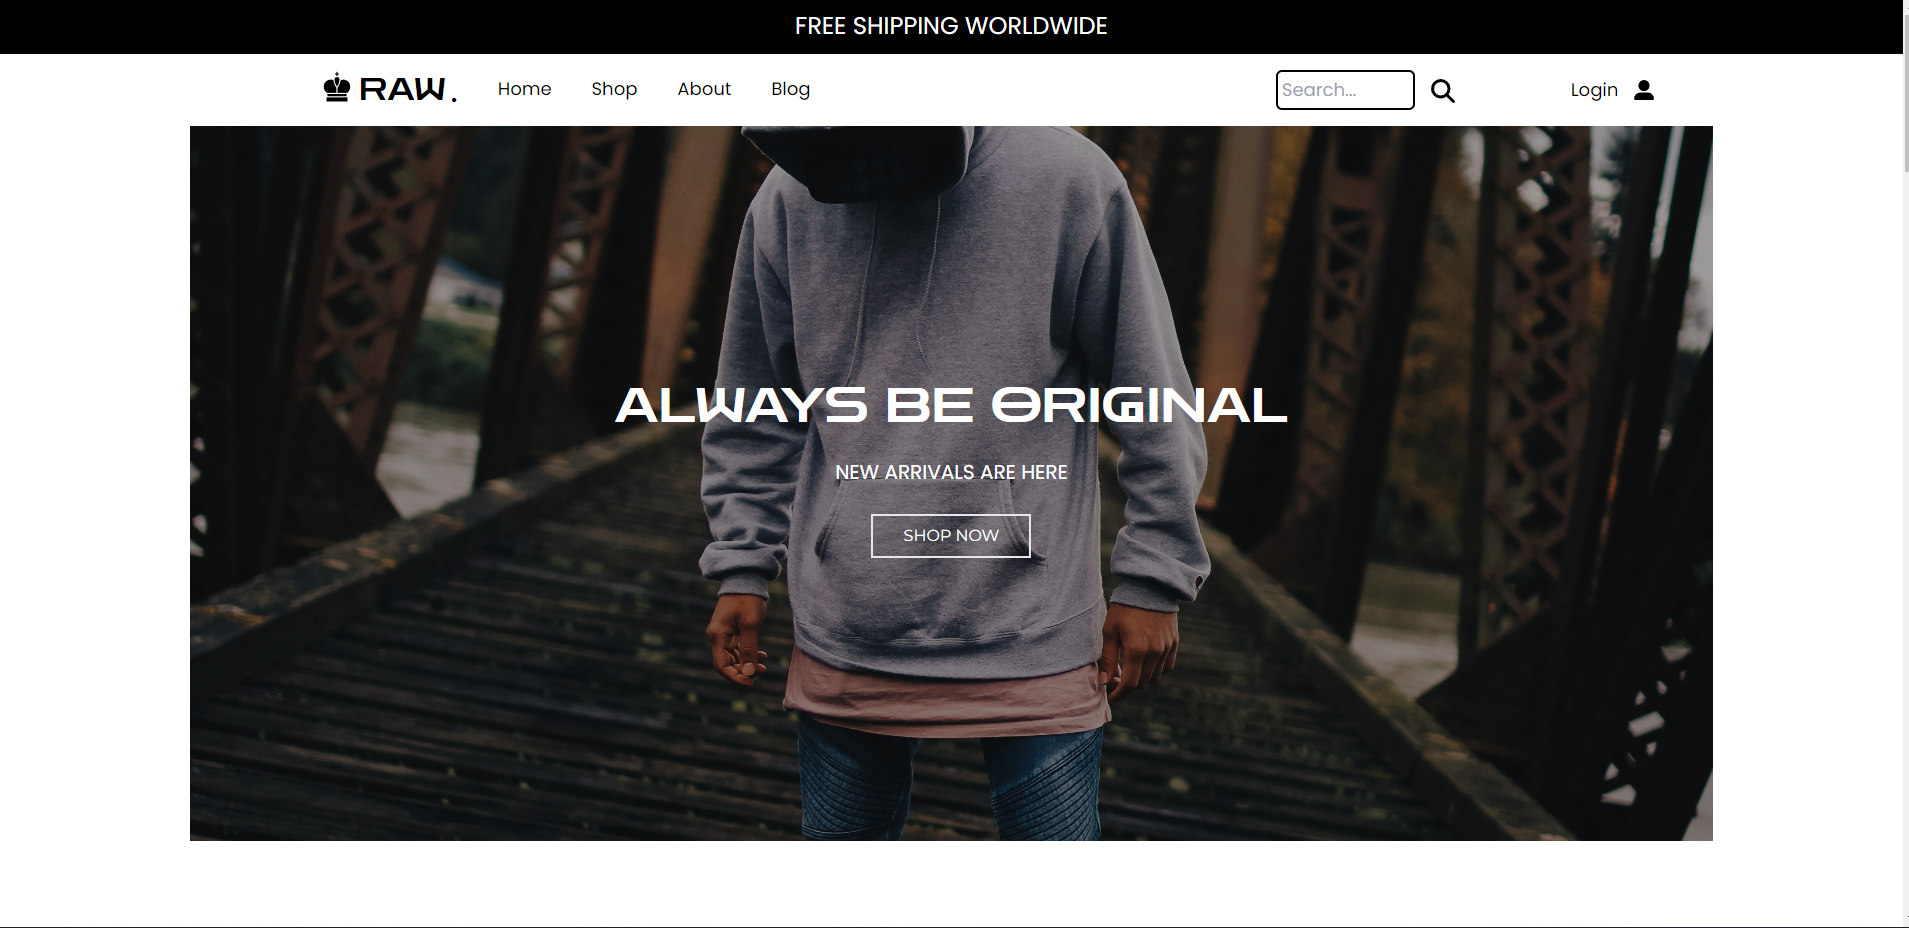 FREE SHIPPING WORLDWIDE
RAW. Home Shop About Blog Search... Login
ALWAYS BE ORIGINAL
NEW ARRIVALS ARE HERE
SHOP NOW